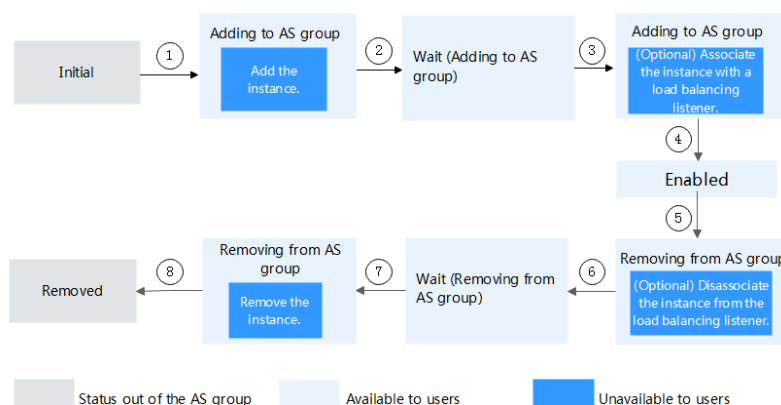 Initial
①
Adding to AS group
Add the
instance.
②
Wait (Adding to AS
group)
③
Adding to AS group
(Optional) Associate
the instance with a
load balancing
listener.
④
Enabled
⑤
Removing from AS group
(Optional) Disassociate
the instance from the
load balancing listener.
⑥
Wait (Removing from
AS group)
⑦
Removing from AS
group
Remove the
instance.
⑧
Removed
Status out of the AS group
Available to users
Unavailable to users